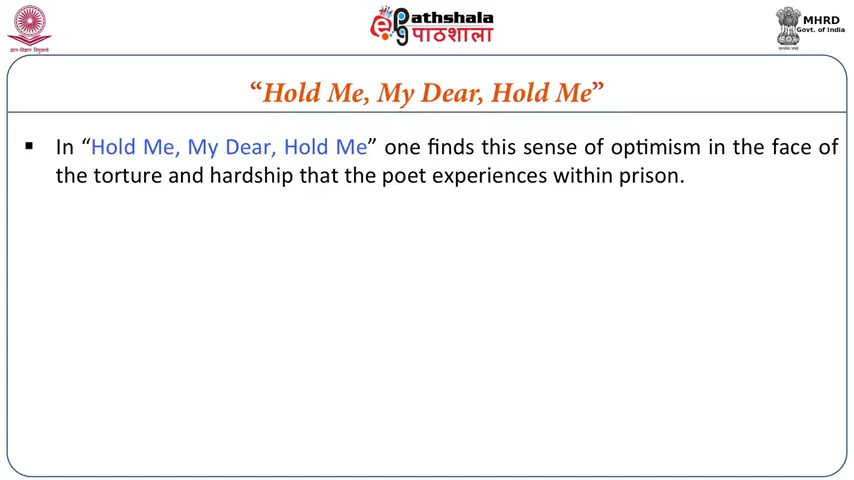 ePathshala
पाठशाला
MHRD
Govt. of India
“Hold Me, My Dear, Hold Me”
▪ In “Hold Me, My Dear, Hold Me” one finds this sense of optimism in the face of
the torture and hardship that the poet experiences within prison.